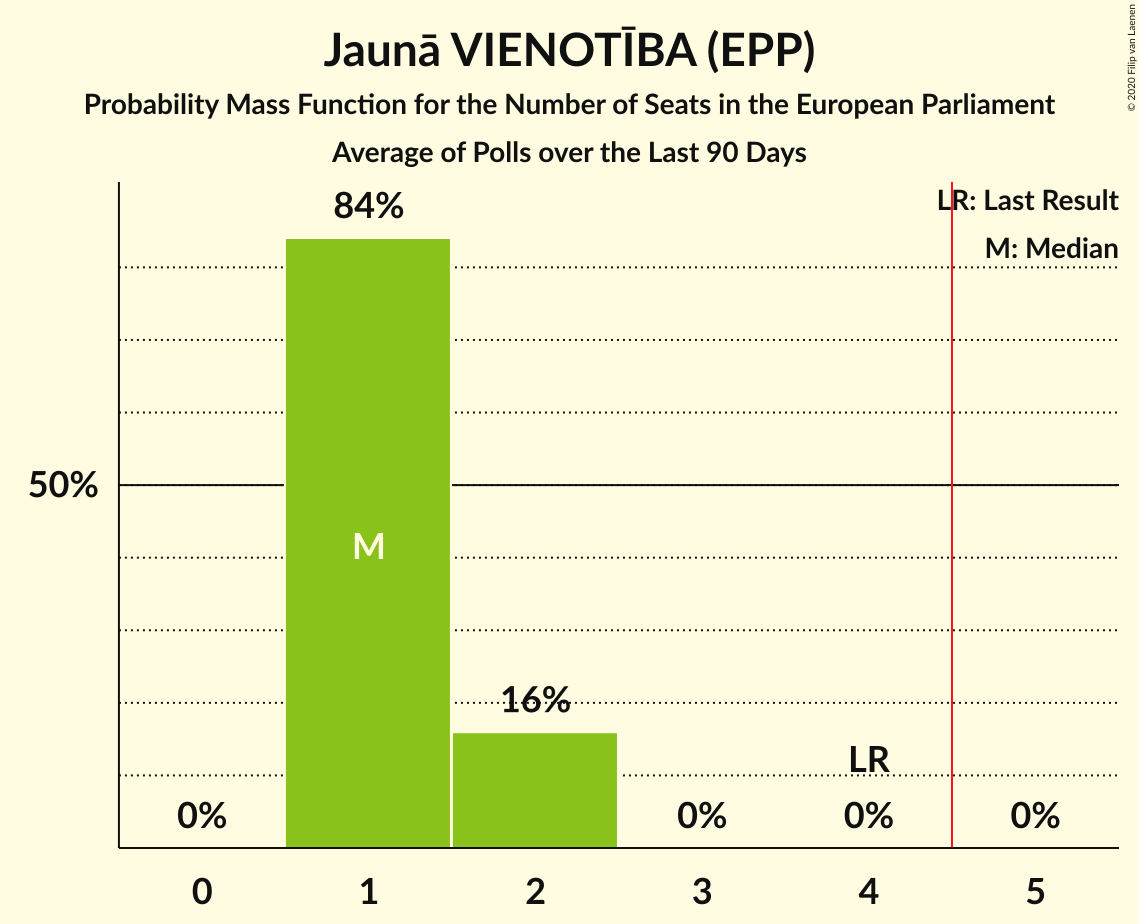 Jaunā VIENOTĪBA (EPP)
Probability Mass Function for the Number of Seats in the European Parliament
Average of Polls over the Last 90 Days
© 2020 Filip van Laenen
LR: Last Result
M: Median
84%
50%
M
16%
LR
0%
0%
0%
0%
0 1 2 3 4 5